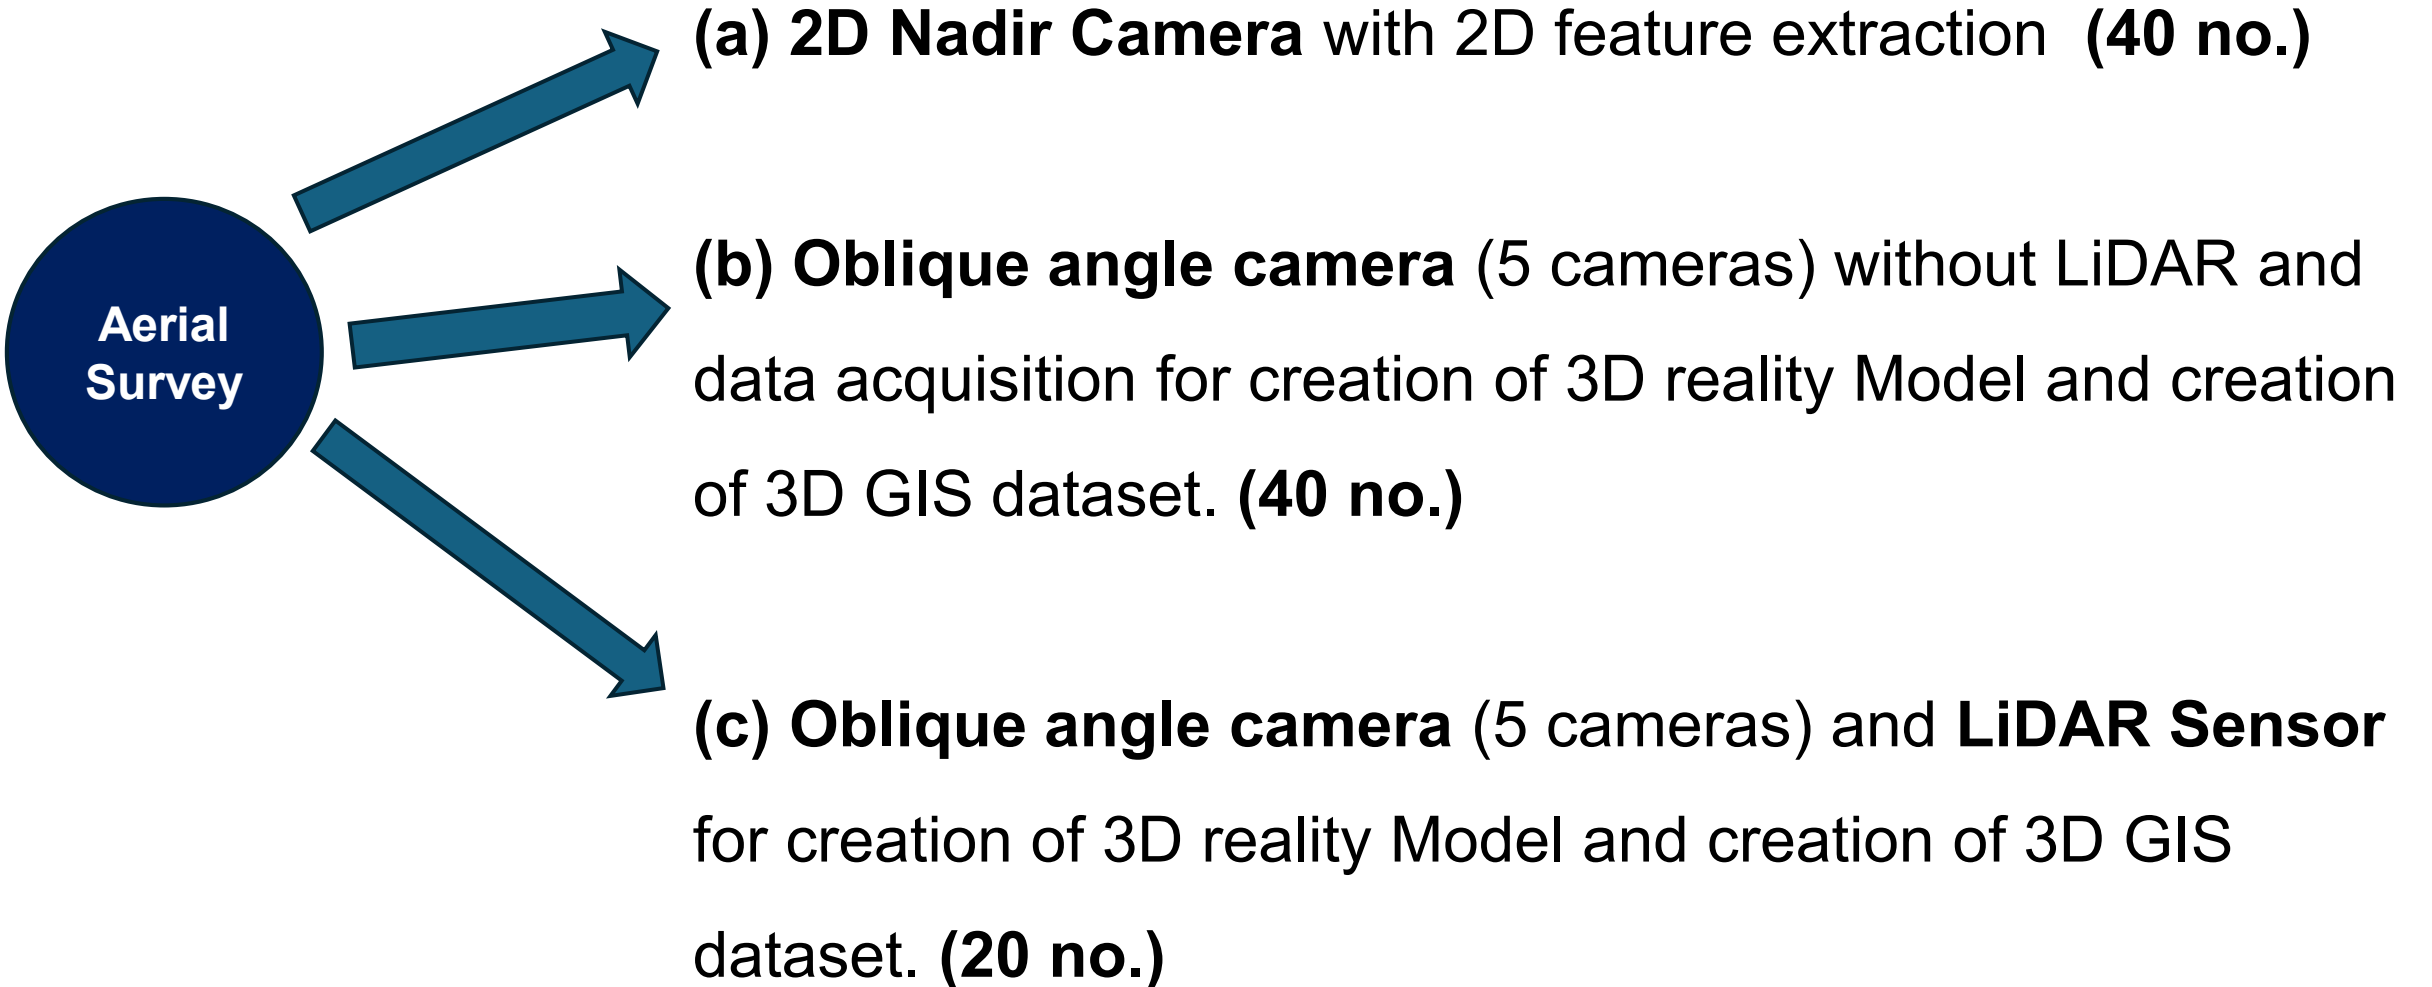 (a) 2D Nadir Camera with 2D feature extraction (40 no.)
Aerial
Survey
(b) Oblique angle camera (5 cameras) without LiDAR and
data acquisition for creation of 3D reality Model and creation
of 3D GIS dataset. (40 no.)
(c) Oblique angle camera (5 cameras) and LiDAR Sensor
for creation of 3D reality Model and creation of 3D GIS
dataset. (20 no.)